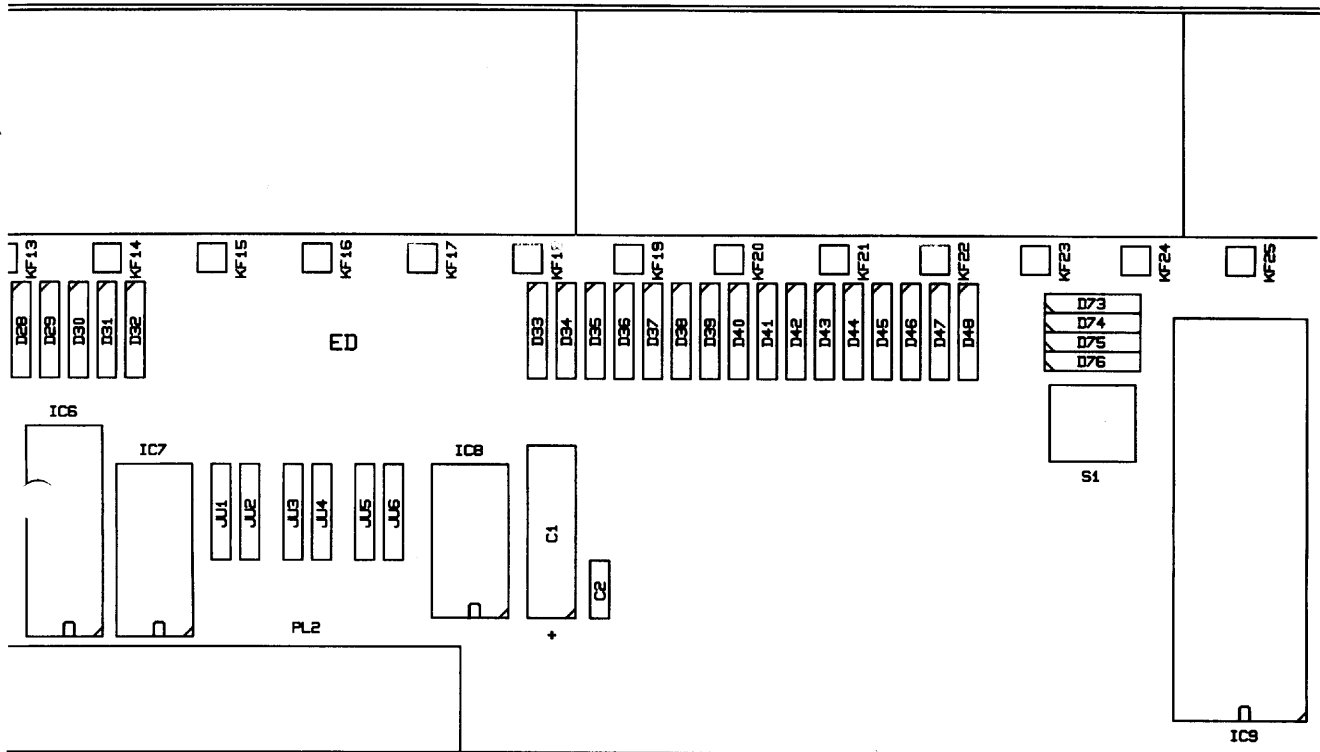 KF13 KF14 KF15 KF16 KF17 KF18 KF19 KF20 KF21 KF22 KF23 KF24 KF25
D28 D29 D30 D31 D32 ED D33 D34 D35 D36 D37 D38 D39 D40 D41 D42 D43 D44 D45 D46 D47 D48
D73
D74
D75
D76
IC6
IC7 IC8
S1
JU1 JU2 JU3 JU4 JU5 JU6 C1
C2
PL2 +
IC9